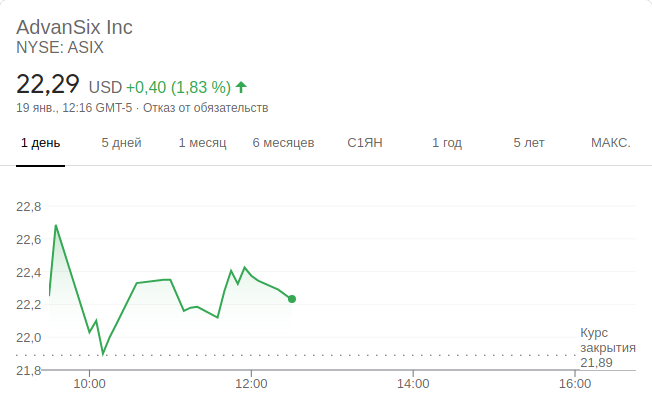 AdvanSix Inc
NYSE: ASIX
22,29 USD +0,40 (1,83 %)
19 янв., 12:16 GMT-5 · Отказ от обязательств
1 день 5 дней 1 месяц 6 месяцев С1ЯН 1 год 5 лет МАКС.
22,8
22,6
22,4
22,2
22,0
21,8
Курс
закрытия
21,89
10:00 12:00 14:00 16:00